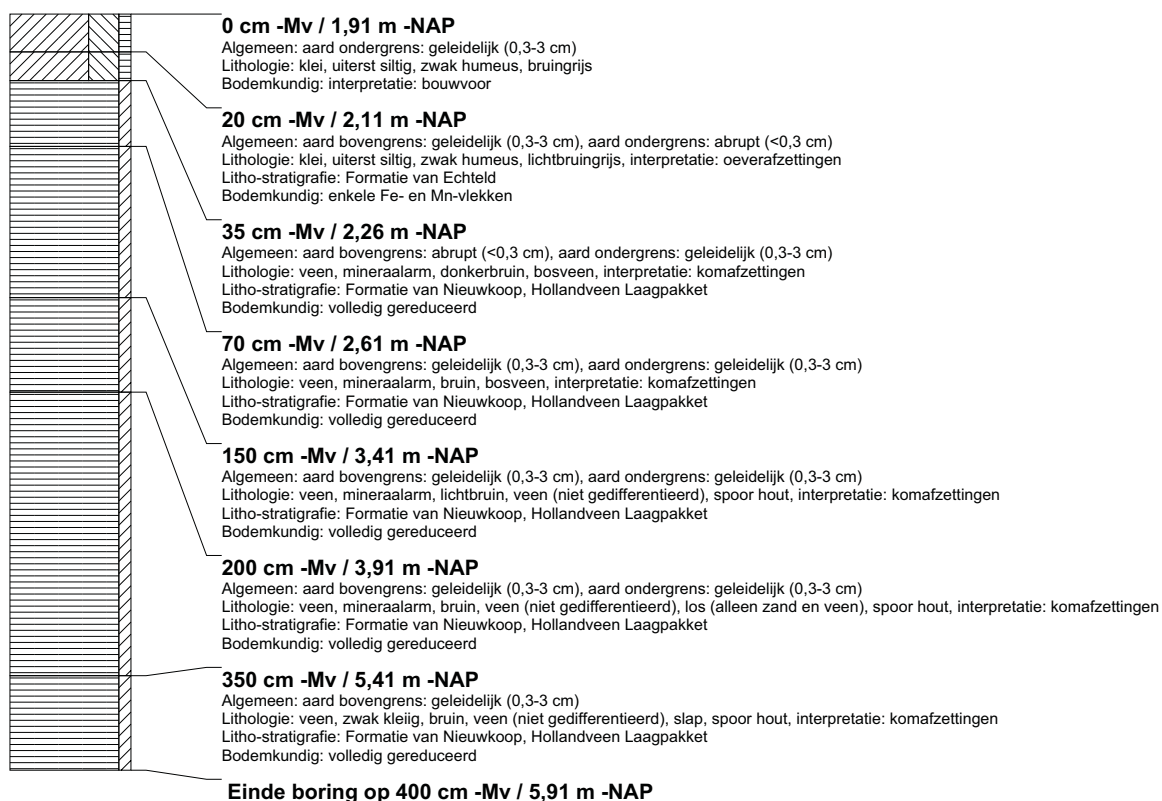 0 cm -Mv / 1,91 m -NAP
Algemeen: aard ondergrens: geleidelijk (0,3-3 cm)
Lithologie: klei, uiterst siltig, zwak humeus, bruingrijs
Bodemkundig: interpretatie: bouwvoor
20 cm -Mv / 2,11 m -NAP
Algemeen: aard bovengrens: geleidelijk (0,3-3 cm), aard ondergrens: abrupt (<0,3 cm)
Lithologie: klei, uiterst siltig, zwak humeus, lichtbruingrijs, interpretatie: oeverafzettingen
Litho-stratigrafie: Formatie van Echteld
Bodemkundig: enkele Fe- en Mn-vlekken
35 cm -Mv / 2,26 m -NAP
Algemeen: aard bovengrens: abrupt (<0,3 cm), aard ondergrens: geleidelijk (0,3-3 cm)
Lithologie: veen, mineraalarm, donkerbruin, bosveen, interpretatie: komafzettingen
Litho-stratigrafie: Formatie van Nieuwkoop, Hollandveen Laagpakket
Bodemkundig: volledig gereduceerd
70 cm -Mv / 2,61 m -NAP
Algemeen: aard bovengrens: geleidelijk (0,3-3 cm), aard ondergrens: geleidelijk (0,3-3 cm)
Lithologie: veen, mineraalarm, bruin, bosveen, interpretatie: komafzettingen
Litho-stratigrafie: Formatie van Nieuwkoop, Hollandveen Laagpakket
Bodemkundig: volledig gereduceerd
150 cm -Mv / 3,41 m -NAP
Algemeen: aard bovengrens: geleidelijk (0,3-3 cm), aard ondergrens: geleidelijk (0,3-3 cm)
Lithologie: veen, mineraalarm, lichtbruin, veen (niet gedifferentieerd), spoor hout, interpretatie: komafzettingen
Litho-stratigrafie: Formatie van Nieuwkoop, Hollandveen Laagpakket
Bodemkundig: volledig gereduceerd
200 cm -Mv / 3,91 m -NAP
Algemeen: aard bovengrens: geleidelijk (0,3-3 cm), aard ondergrens: geleidelijk (0,3-3 cm)
Lithologie: veen, mineraalarm, bruin, veen (niet gedifferentieerd), los (alleen zand en veen), spoor hout, interpretatie: komafzettingen
Litho-stratigrafie: Formatie van Nieuwkoop, Hollandveen Laagpakket
Bodemkundig: volledig gereduceerd
350 cm -Mv / 5,41 m -NAP
Algemeen: aard bovengrens: geleidelijk (0,3-3 cm)
Lithologie: veen, zwak kleiig, bruin, veen (niet gedifferentieerd), slap, spoor hout, interpretatie: komafzettingen
Litho-stratigrafie: Formatie van Nieuwkoop, Hollandveen Laagpakket
Bodemkundig: volledig gereduceerd
Einde boring op 400 cm -Mv / 5,91 m -NAP